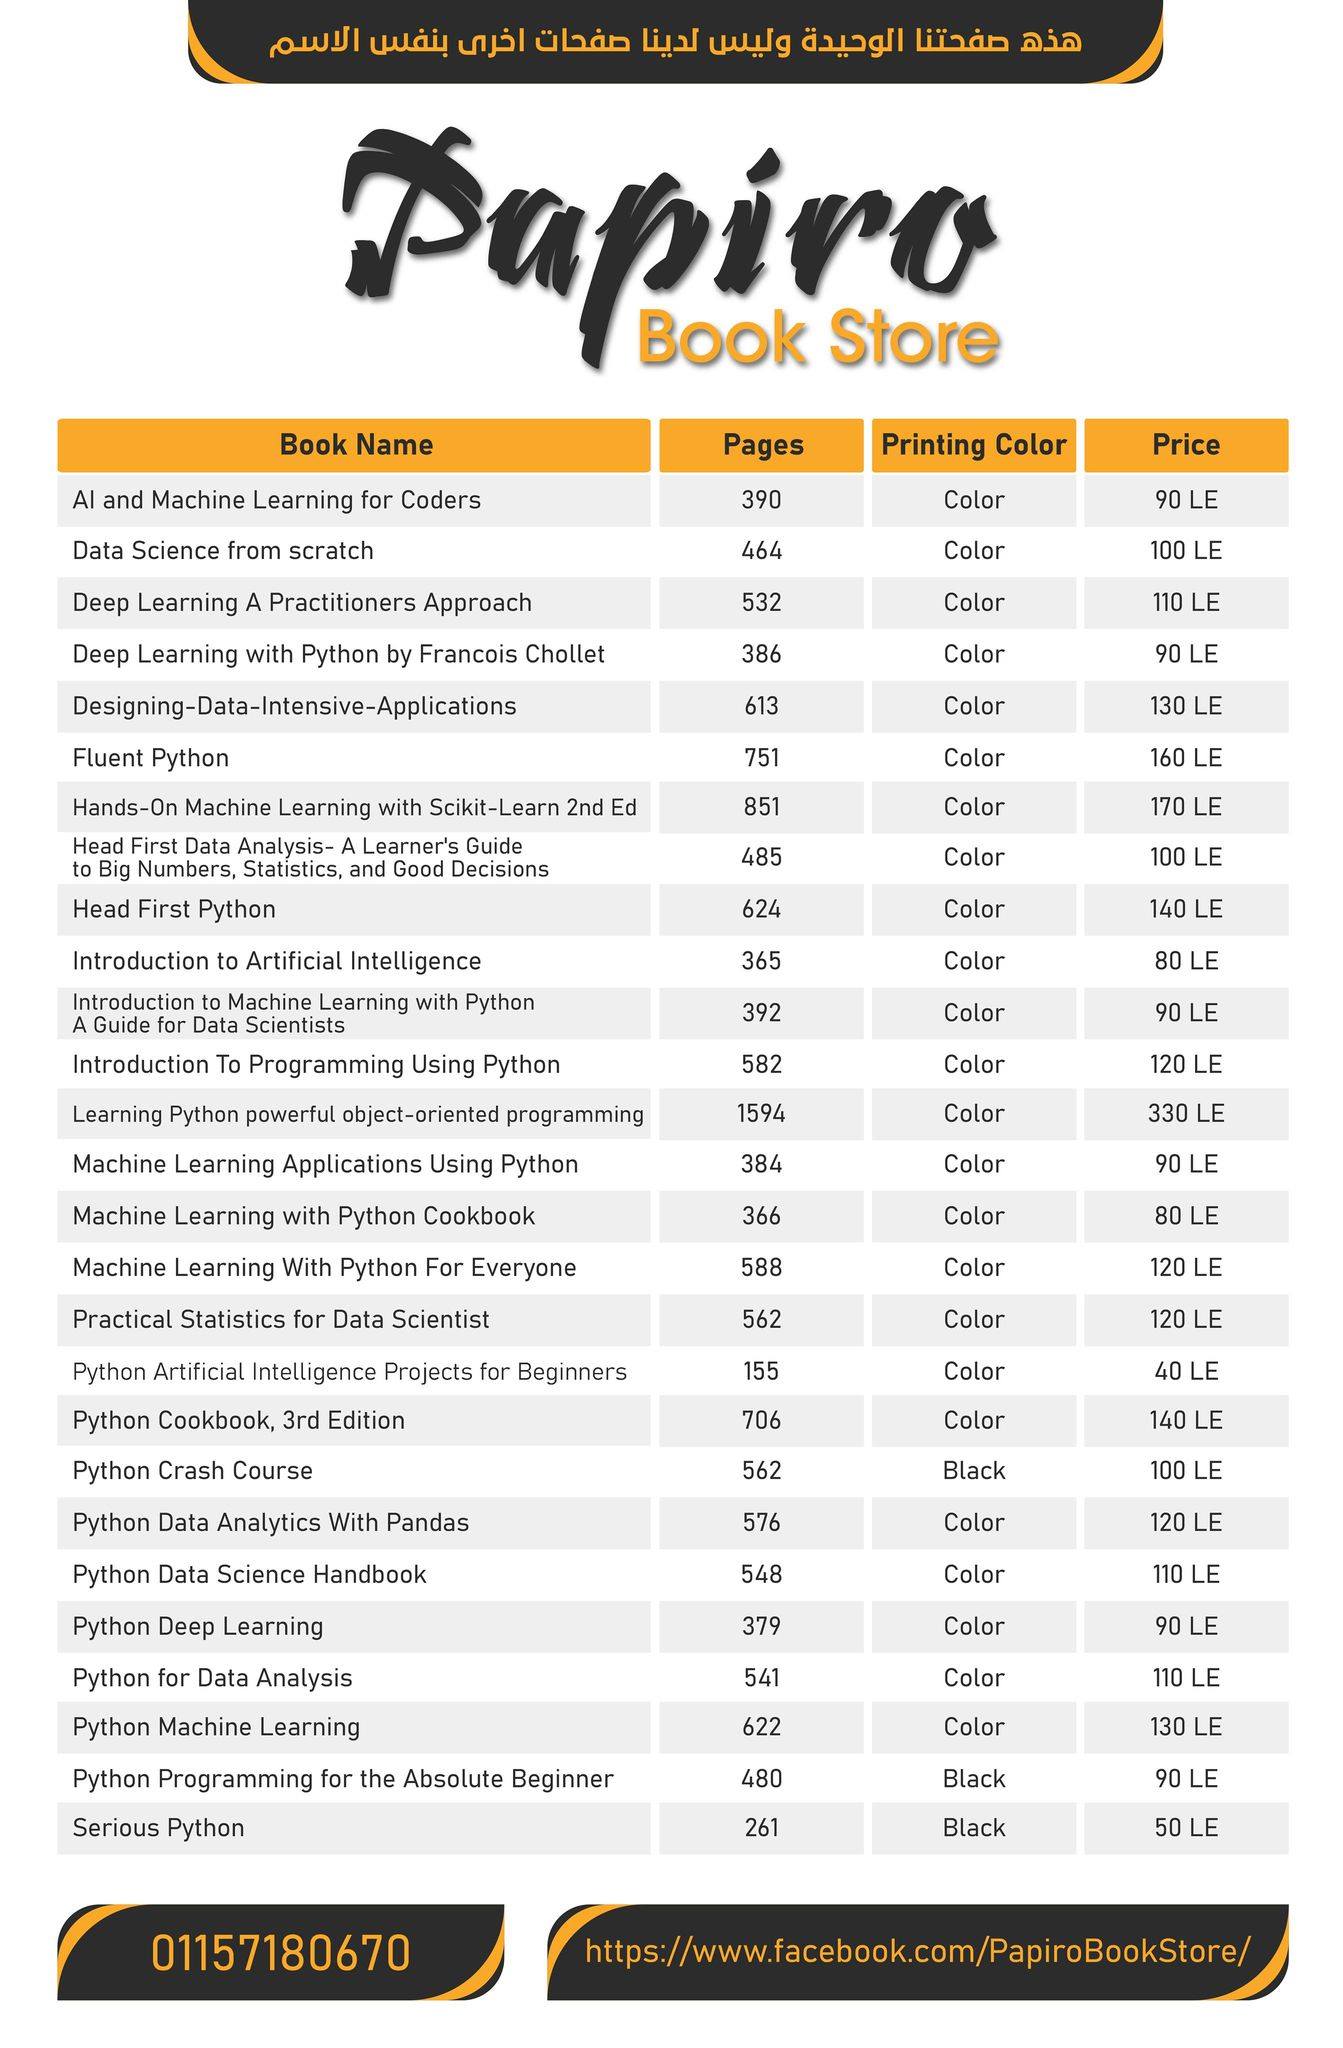 هذه صفحتنا الوحيدة وليس لدينا صفحات اخرى بنفس الاسم
Papiro
Book Store
Book Name Pages Printing Color Price
AI and Machine Learning for Coders 390 Color 90 LE
Data Science from scratch 464 Color 100 LE
Deep Learning A Practitioners Approach 532 Color 110 LE
Deep Learning with Python by Francois Chollet 386 Color 90 LE
Designing-Data-Intensive-Applications 613 Color 130 LE
Fluent Python 751 Color 160 LE
Hands-On Machine Learning with Scikit-Learn 2nd Ed 851 Color 170 LE
Head First Data Analysis- A Learner's Guide
to Big Numbers, Statistics, and Good Decisions 485 Color 100 LE
Head First Python 624 Color 140 LE
Introduction to Artificial Intelligence 365 Color 80 LE
Introduction to Machine Learning with Python
A Guide for Data Scientists 392 Color 90 LE
Introduction To Programming Using Python 582 Color 120 LE
Learning Python powerful object-oriented programming 1594 Color 330 LE
Machine Learning Applications Using Python 384 Color 90 LE
Machine Learning with Python Cookbook 366 Color 80 LE
Machine Learning With Python For Everyone 588 Color 120 LE
Practical Statistics for Data Scientist 562 Color 120 LE
Python Artificial Intelligence Projects for Beginners 155 Color 40 LE
Python Cookbook, 3rd Edition 706 Color 140 LE
Python Crash Course 562 Black 100 LE
Python Data Analytics With Pandas 576 Color 120 LE
Python Data Science Handbook 548 Color 110 LE
Python Deep Learning 379 Color 90 LE
Python for Data Analysis 541 Color 110 LE
Python Machine Learning 622 Color 130 LE
Python Programming for the Absolute Beginner 480 Black 90 LE
Serious Python 261 Black 50 LE
01157180670
https://www.facebook.com/PapiroBookStore/